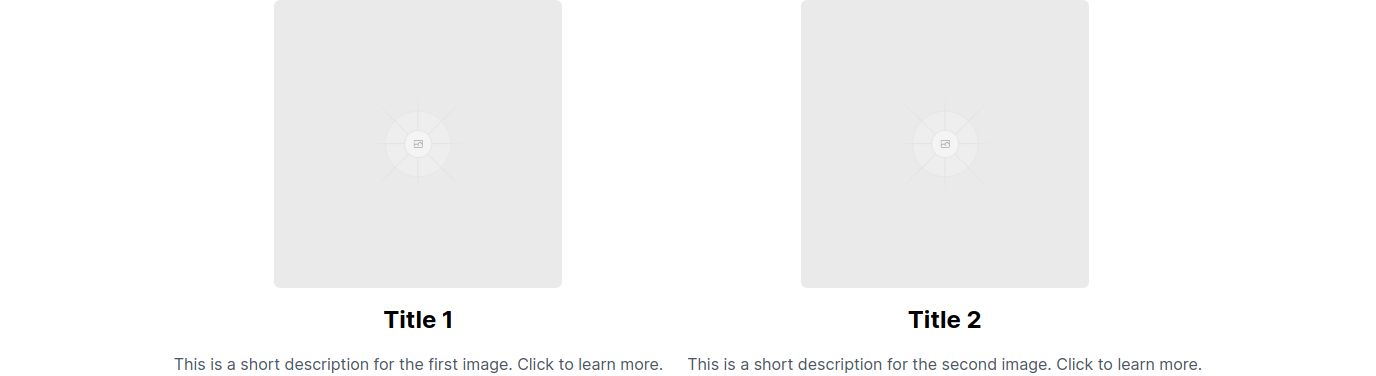 Title 1
Title 2
This is a short description for the first image. Click to learn more.
This is a short description for the second image. Click to learn more.